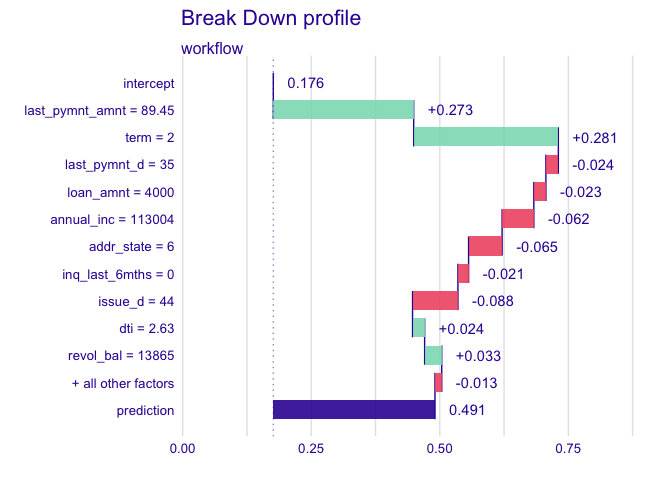 Break Down profile
workflow
intercept 0.176
last_pymnt_amnt = 89.45 +0.273
term = 2 +0.281
last_pymnt_d = 35 -0.024
loan_amnt = 4000 -0.023
annual_inc = 113004 -0.062
addr_state = 6 -0.065
inq_last_6mths = 0 -0.021
issue_d = 44 -0.088
dti = 2.63 +0.024
revol_bal = 13865 +0.033
+ all other factors -0.013
prediction 0.491
0.00 0.25 0.50 0.75